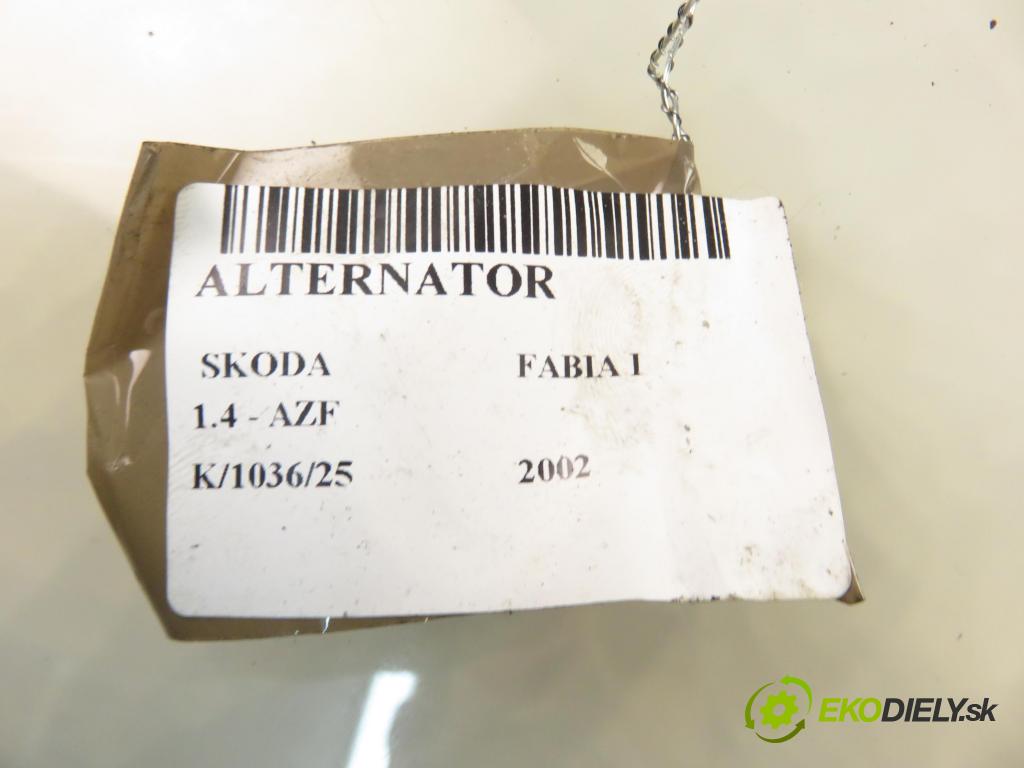 ALTERNATOR
SKODA FABIA I
1.4 - AZF
K/1036/25 2002
EKODIELY.sk